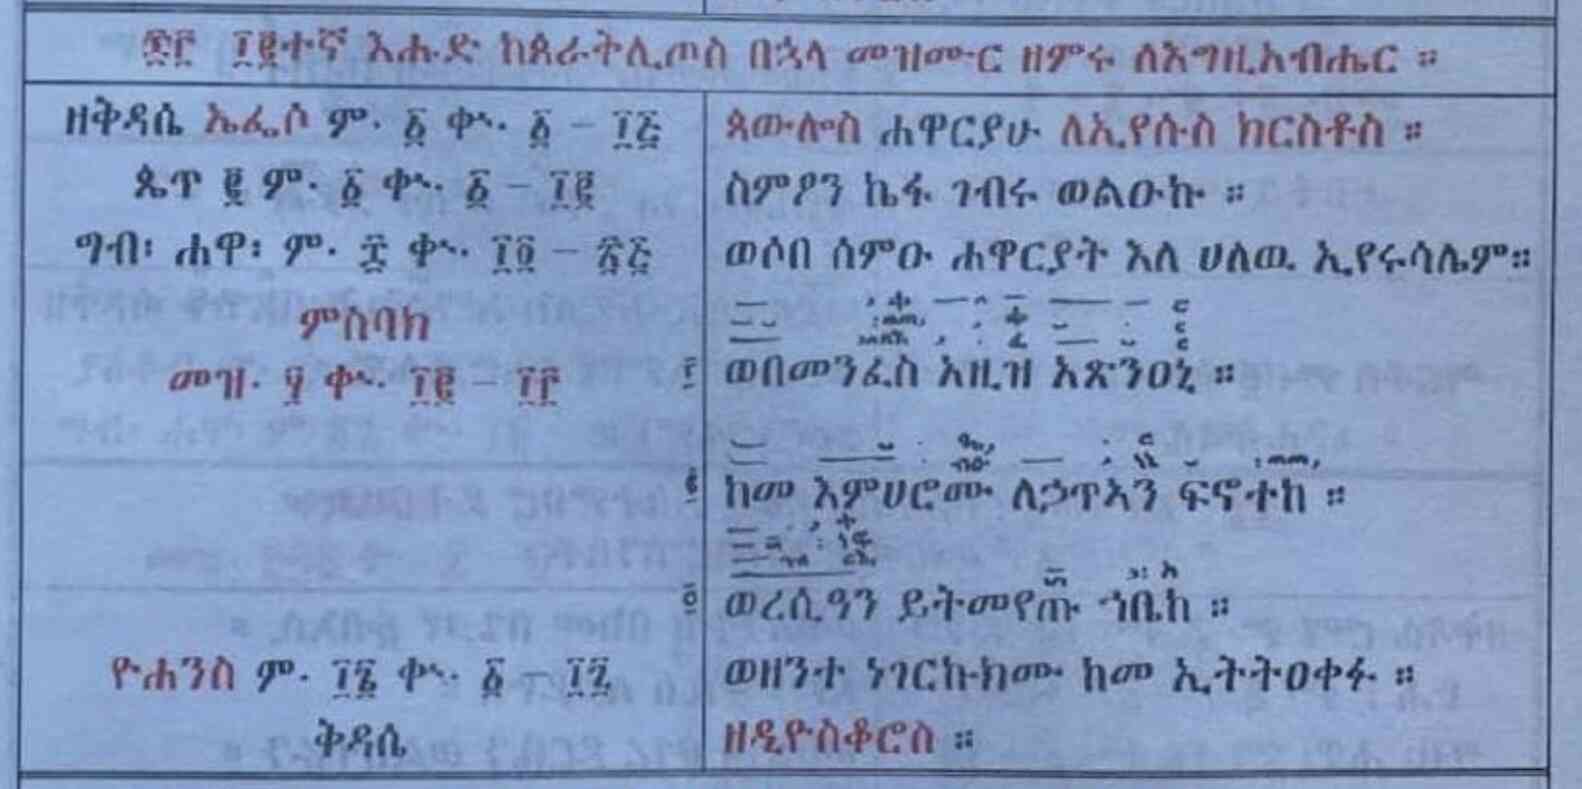 ፲፪ተኛ እሑድ ከጰራቅሊጦስ በኋላ መዝሙር ዘምሩ ለእግዚአብሔር ።
ዘቅዳሴ ኤፌሶ ም. ፩ ቀ. ፩ – ፲፭ ጳውሎስ ሐዋርያሁ ለኢየሱስ ክርስቶስ ።
ጴጥ ፪ ም. ፩ ቀ. ፩ – ፲፪ ስምዖን ኬፋ ገብሩ ወልዑኩ ።
ግብ፡ ሐዋ፡ ም. ፰ ቀ. ፲፬ – ፳፭ ወሶበ ሰምዑ ሐዋርያት እለ ሀለዉ ኢየሩሳሌም።
ምስባክ
መዝ. ፶ ቀ. ፲፪ – ፲፫ ወበመንፈስ አዚዝ አጽንዐኒ ።
ከመ እምሀሮሙ ለኃጥኣን ፍኖተከ ።
ወረሲዓን ይትመየጡ ኀቤከ ።
ዮሐንስ ም. ፲፮ ቀ. ፩ – ፲፯ ወዘንተ ነገርኩክሙ ከመ ኢትትዐቀፉ ።
ቅዳሴ ዘዲዮስቆሮስ ።